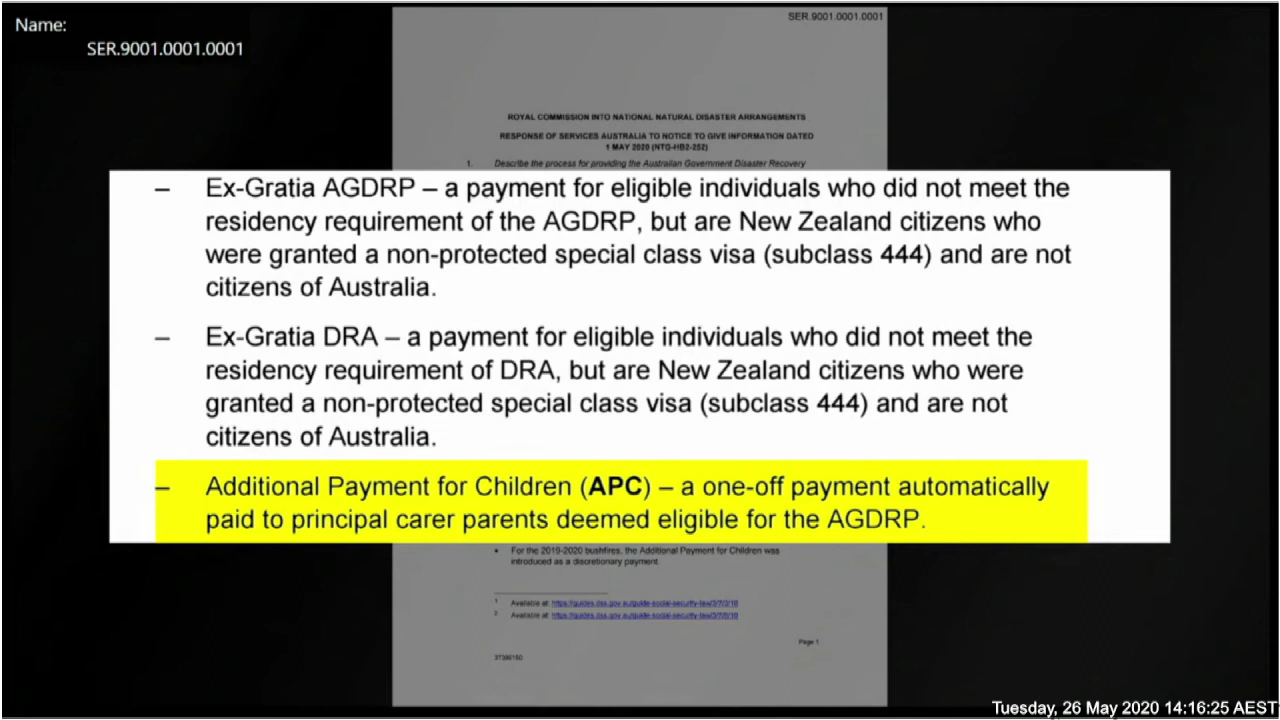 Name:
SER.9001.0001.0001
SER.9001.0001.0001
ROYAL COMMISSION INTO NATIONAL NATURAL DISASTER ARRANGEMENTS
RESPONSE OF SERVICES AUSTRALIA TO NOTICE TO GIVE INFORMATION DATED
1 MAY 2020 (NTG-HB2-252)
1. Describe the process for providing the Australian Government Disaster Recovery
– Ex-Gratia AGDRP – a payment for eligible individuals who did not meet the
residency requirement of the AGDRP, but are New Zealand citizens who
were granted a non-protected special class visa (subclass 444) and are not
citizens of Australia.
– Ex-Gratia DRA – a payment for eligible individuals who did not meet the
residency requirement of DRA, but are New Zealand citizens who were
granted a non-protected special class visa (subclass 444) and are not
citizens of Australia.
– Additional Payment for Children (APC) – a one-off payment automatically
paid to principal carer parents deemed eligible for the AGDRP.
• For the 2019-2020 bushfires, the Additional Payment for Children was
introduced as a discretionary payment.
1 Available at:
2 Available at:
Page 1
Tuesday, 26 May 2020 14:16:25 AEST